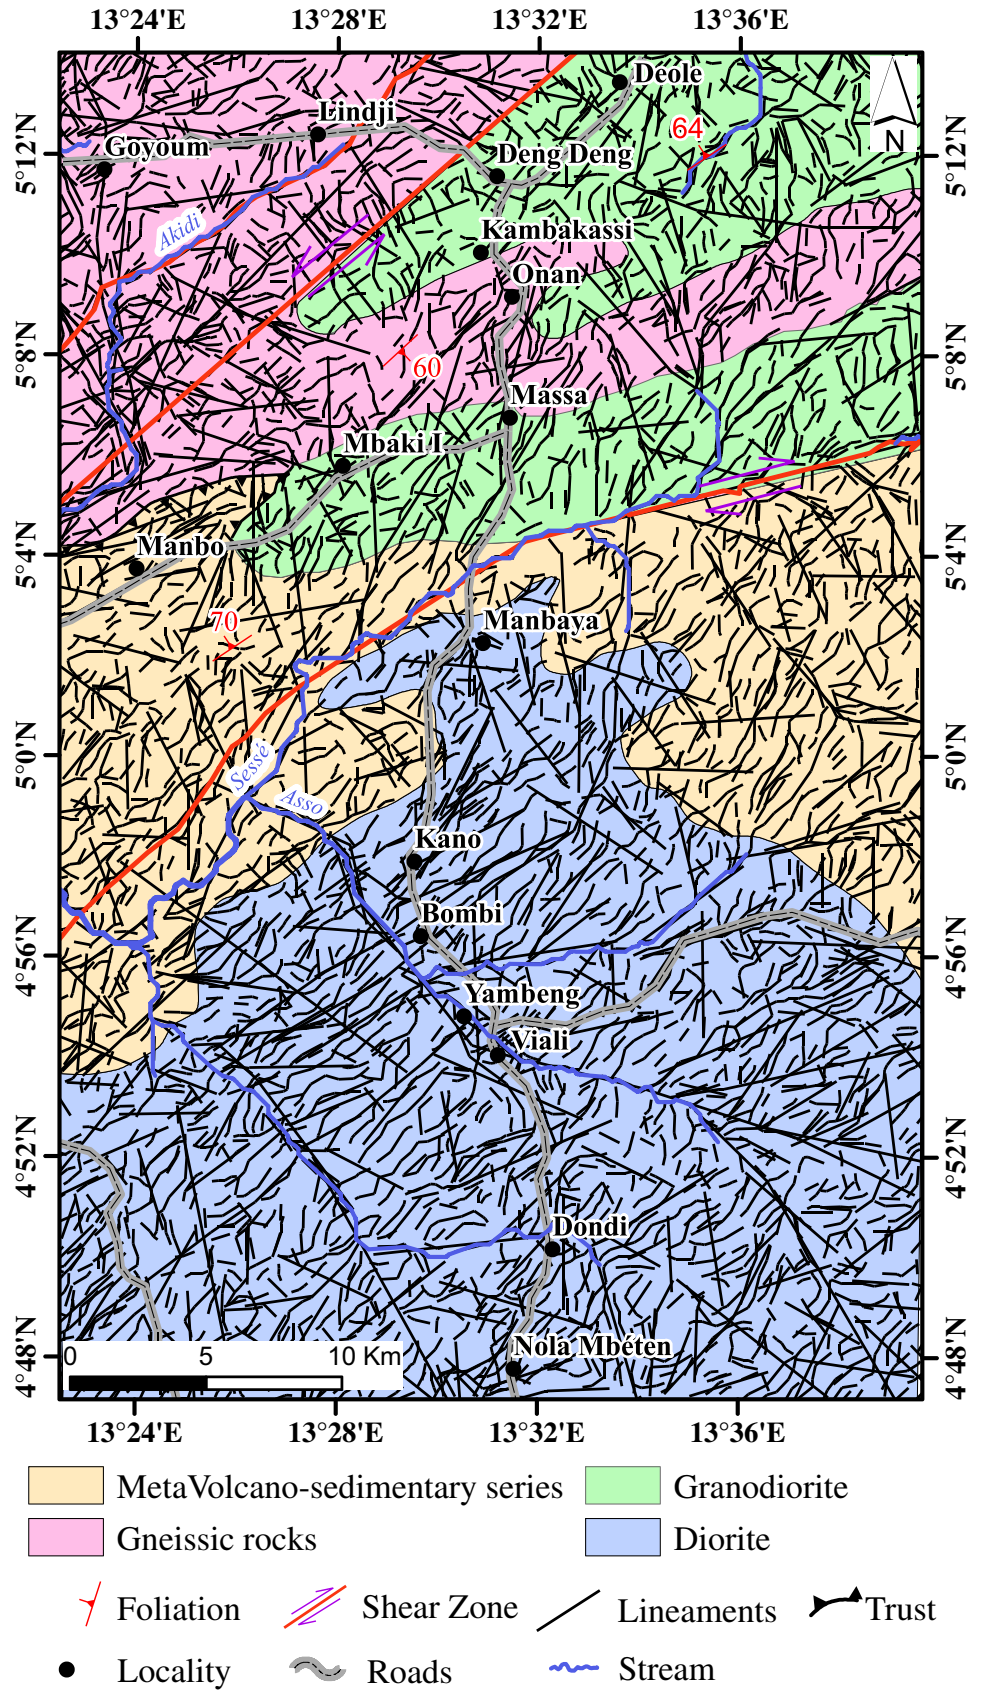 13°24'E 13°28'E 13°32'E 13°36'E
Deole
Lindji
64
Goyoum
Deng Deng
N
5°12'N
5°12'N
Akidi
Kambakassi
Onan
5°8'N
60
5°8'N
Massa
Mbaki I
Manbo
5°4'N
5°4'N
70
Manbaya
5°0'N
5°0'N
Sessé
Asso
Kano
Bombi
4°56'N
4°56'N
Yambeng
Viali
4°52'N
4°52'N
Dondi
4°48'N
4°48'N
Nola Mbéten
0 5 10 Km
13°24'E 13°28'E 13°32'E 13°36'E
MetaVolcano-sedimentary series
Granodiorite
Gneissic rocks
Diorite
Foliation
Shear Zone
Lineaments
Trust
Locality
Roads
Stream